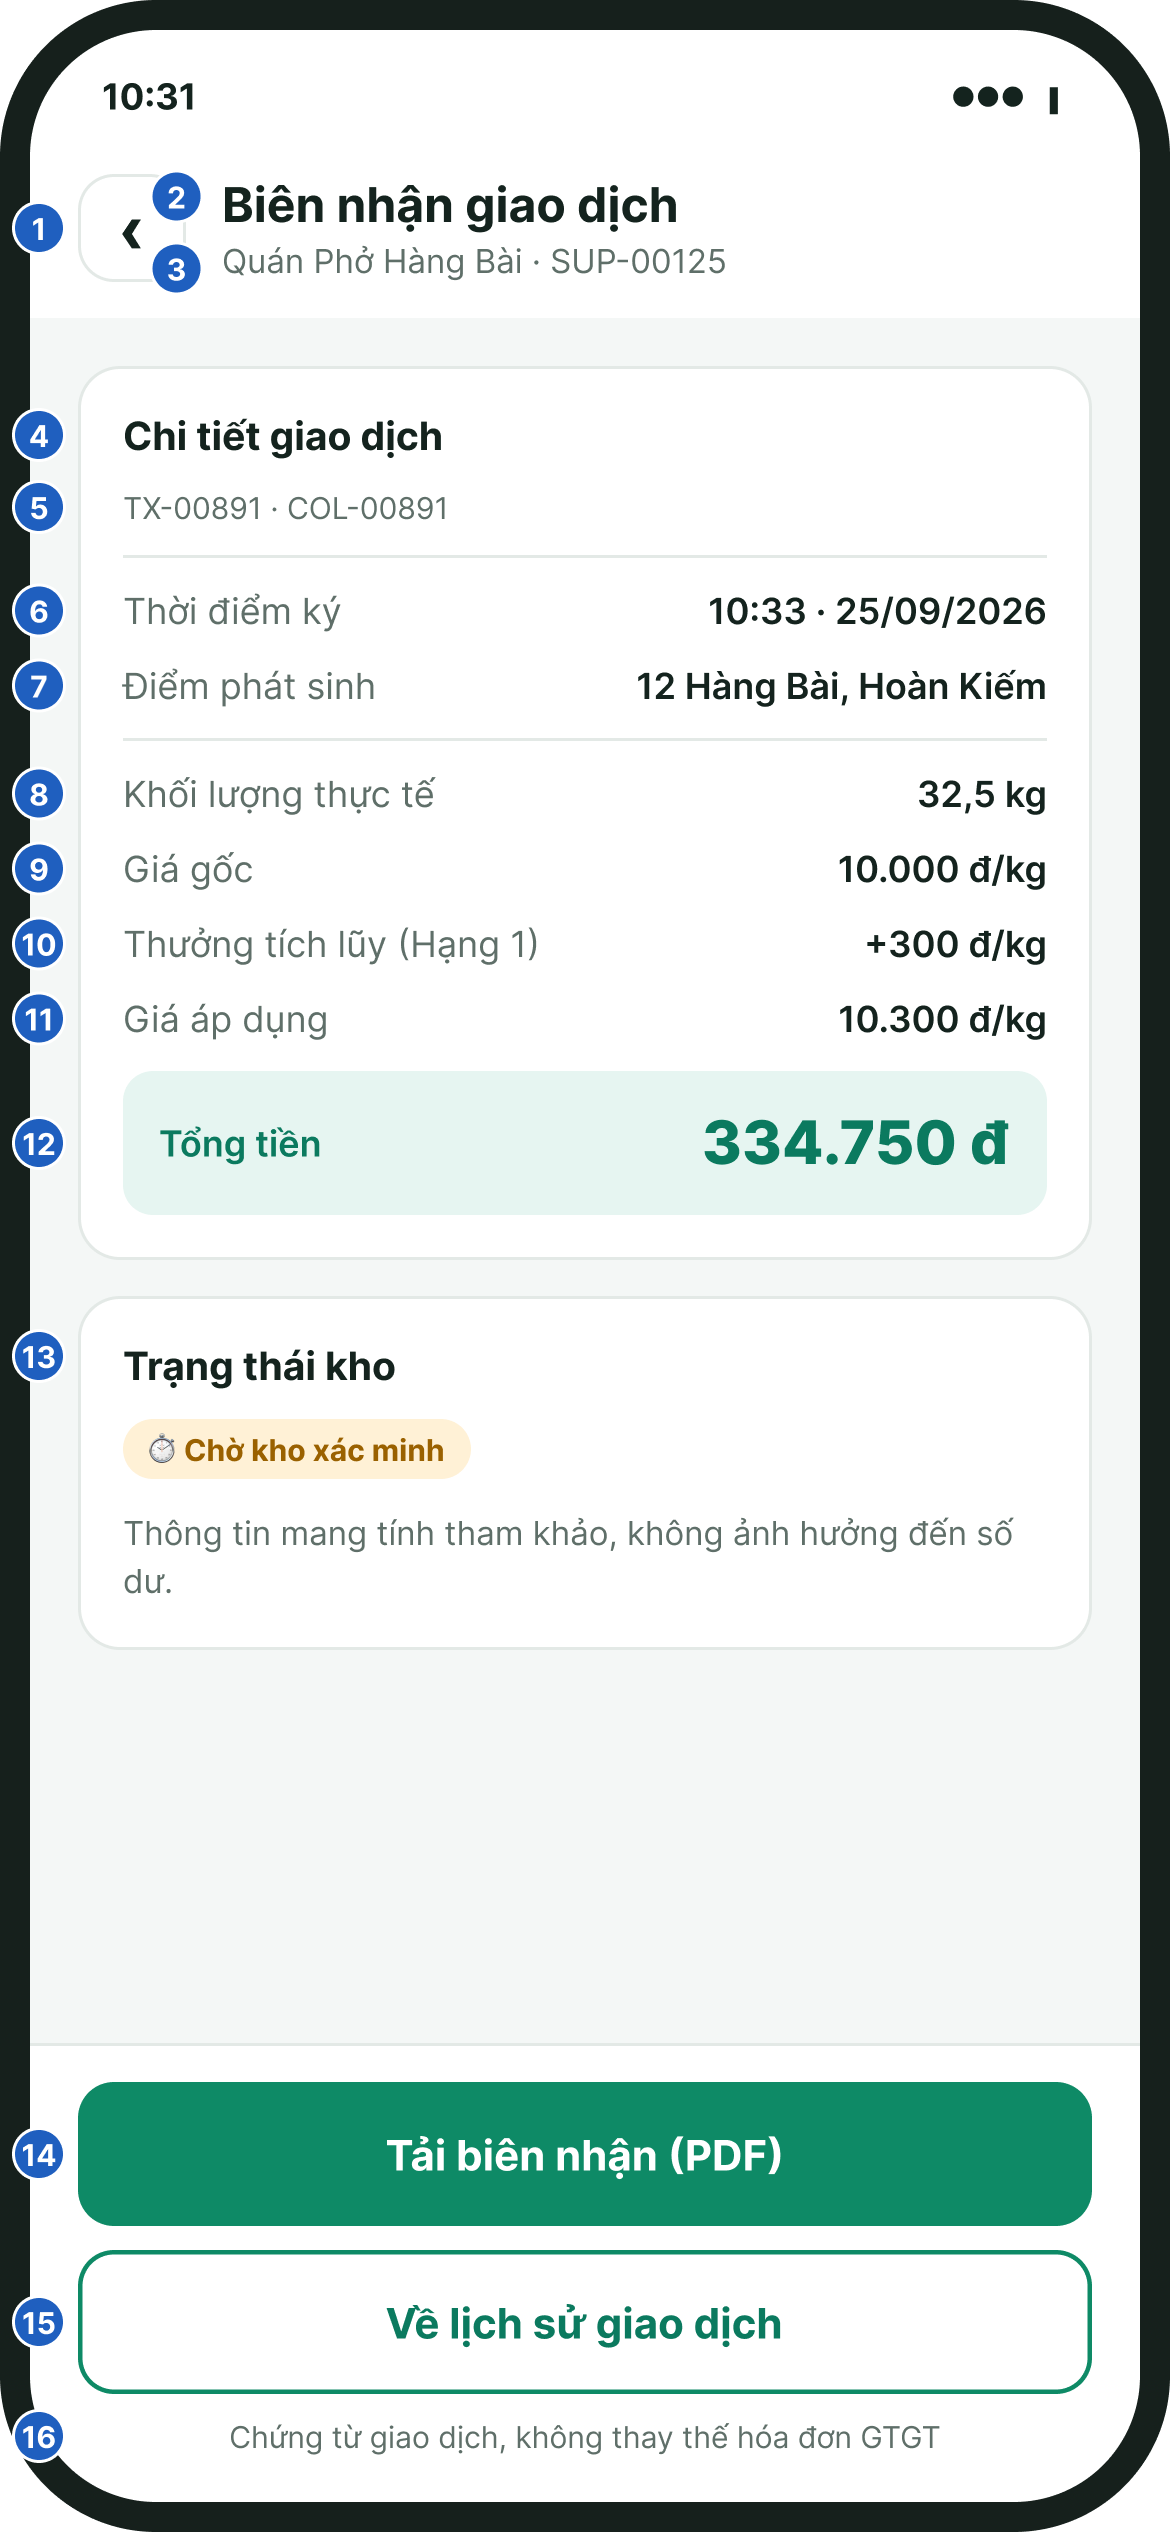 10:31
1
2
3
‹
Biên nhận giao dịch
Quán Phở Hàng Bài · SUP-00125
4 Chi tiết giao dịch
5 TX-00891 · COL-00891
6 Thời điểm ký 10:33 · 25/09/2026
7 Điểm phát sinh 12 Hàng Bài, Hoàn Kiếm
8 Khối lượng thực tế 32,5 kg
9 Giá gốc 10.000 đ/kg
10 Thưởng tích lũy (Hạng 1) +300 đ/kg
11 Giá áp dụng 10.300 đ/kg
12 Tổng tiền 334.750 đ
13 Trạng thái kho
Chờ kho xác minh
Thông tin mang tính tham khảo, không ảnh hưởng đến số
dư.
14 Tải biên nhận (PDF)
15 Về lịch sử giao dịch
16 Chứng từ giao dịch, không thay thế hóa đơn GTGT